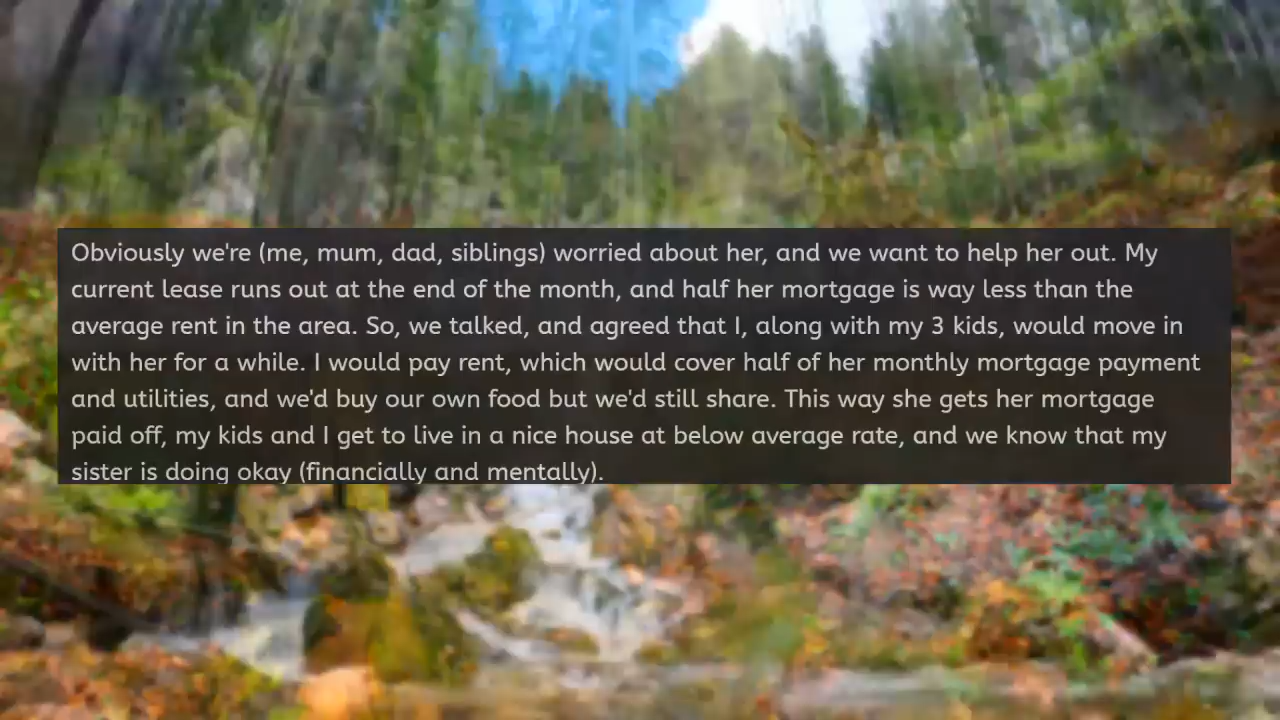 Obviously we're (me, mum, dad, siblings) worried about her, and we want to help her out. My
current lease runs out at the end of the month, and half her mortgage is way less than the
average rent in the area. So, we talked, and agreed that I, along with my 3 kids, would move in
with her for a while. I would pay rent, which would cover half of her monthly mortgage payment
and utilities, and we'd buy our own food but we'd still share. This way she gets her mortgage
paid off, my kids and I get to live in a nice house at below average rate, and we know that my
sister is doing okay (financially and mentally).